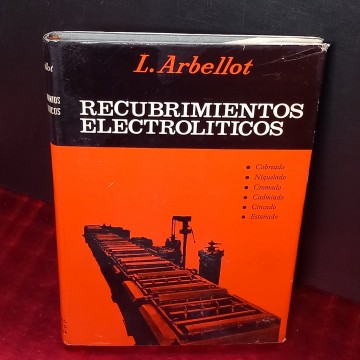 L. Arbellot
RECUBRIMIENTOS
ELECTROLITICOS
• Cobreado
• Niquelado
• Cromado
• Cadmiado
• Cincado
• Estañado